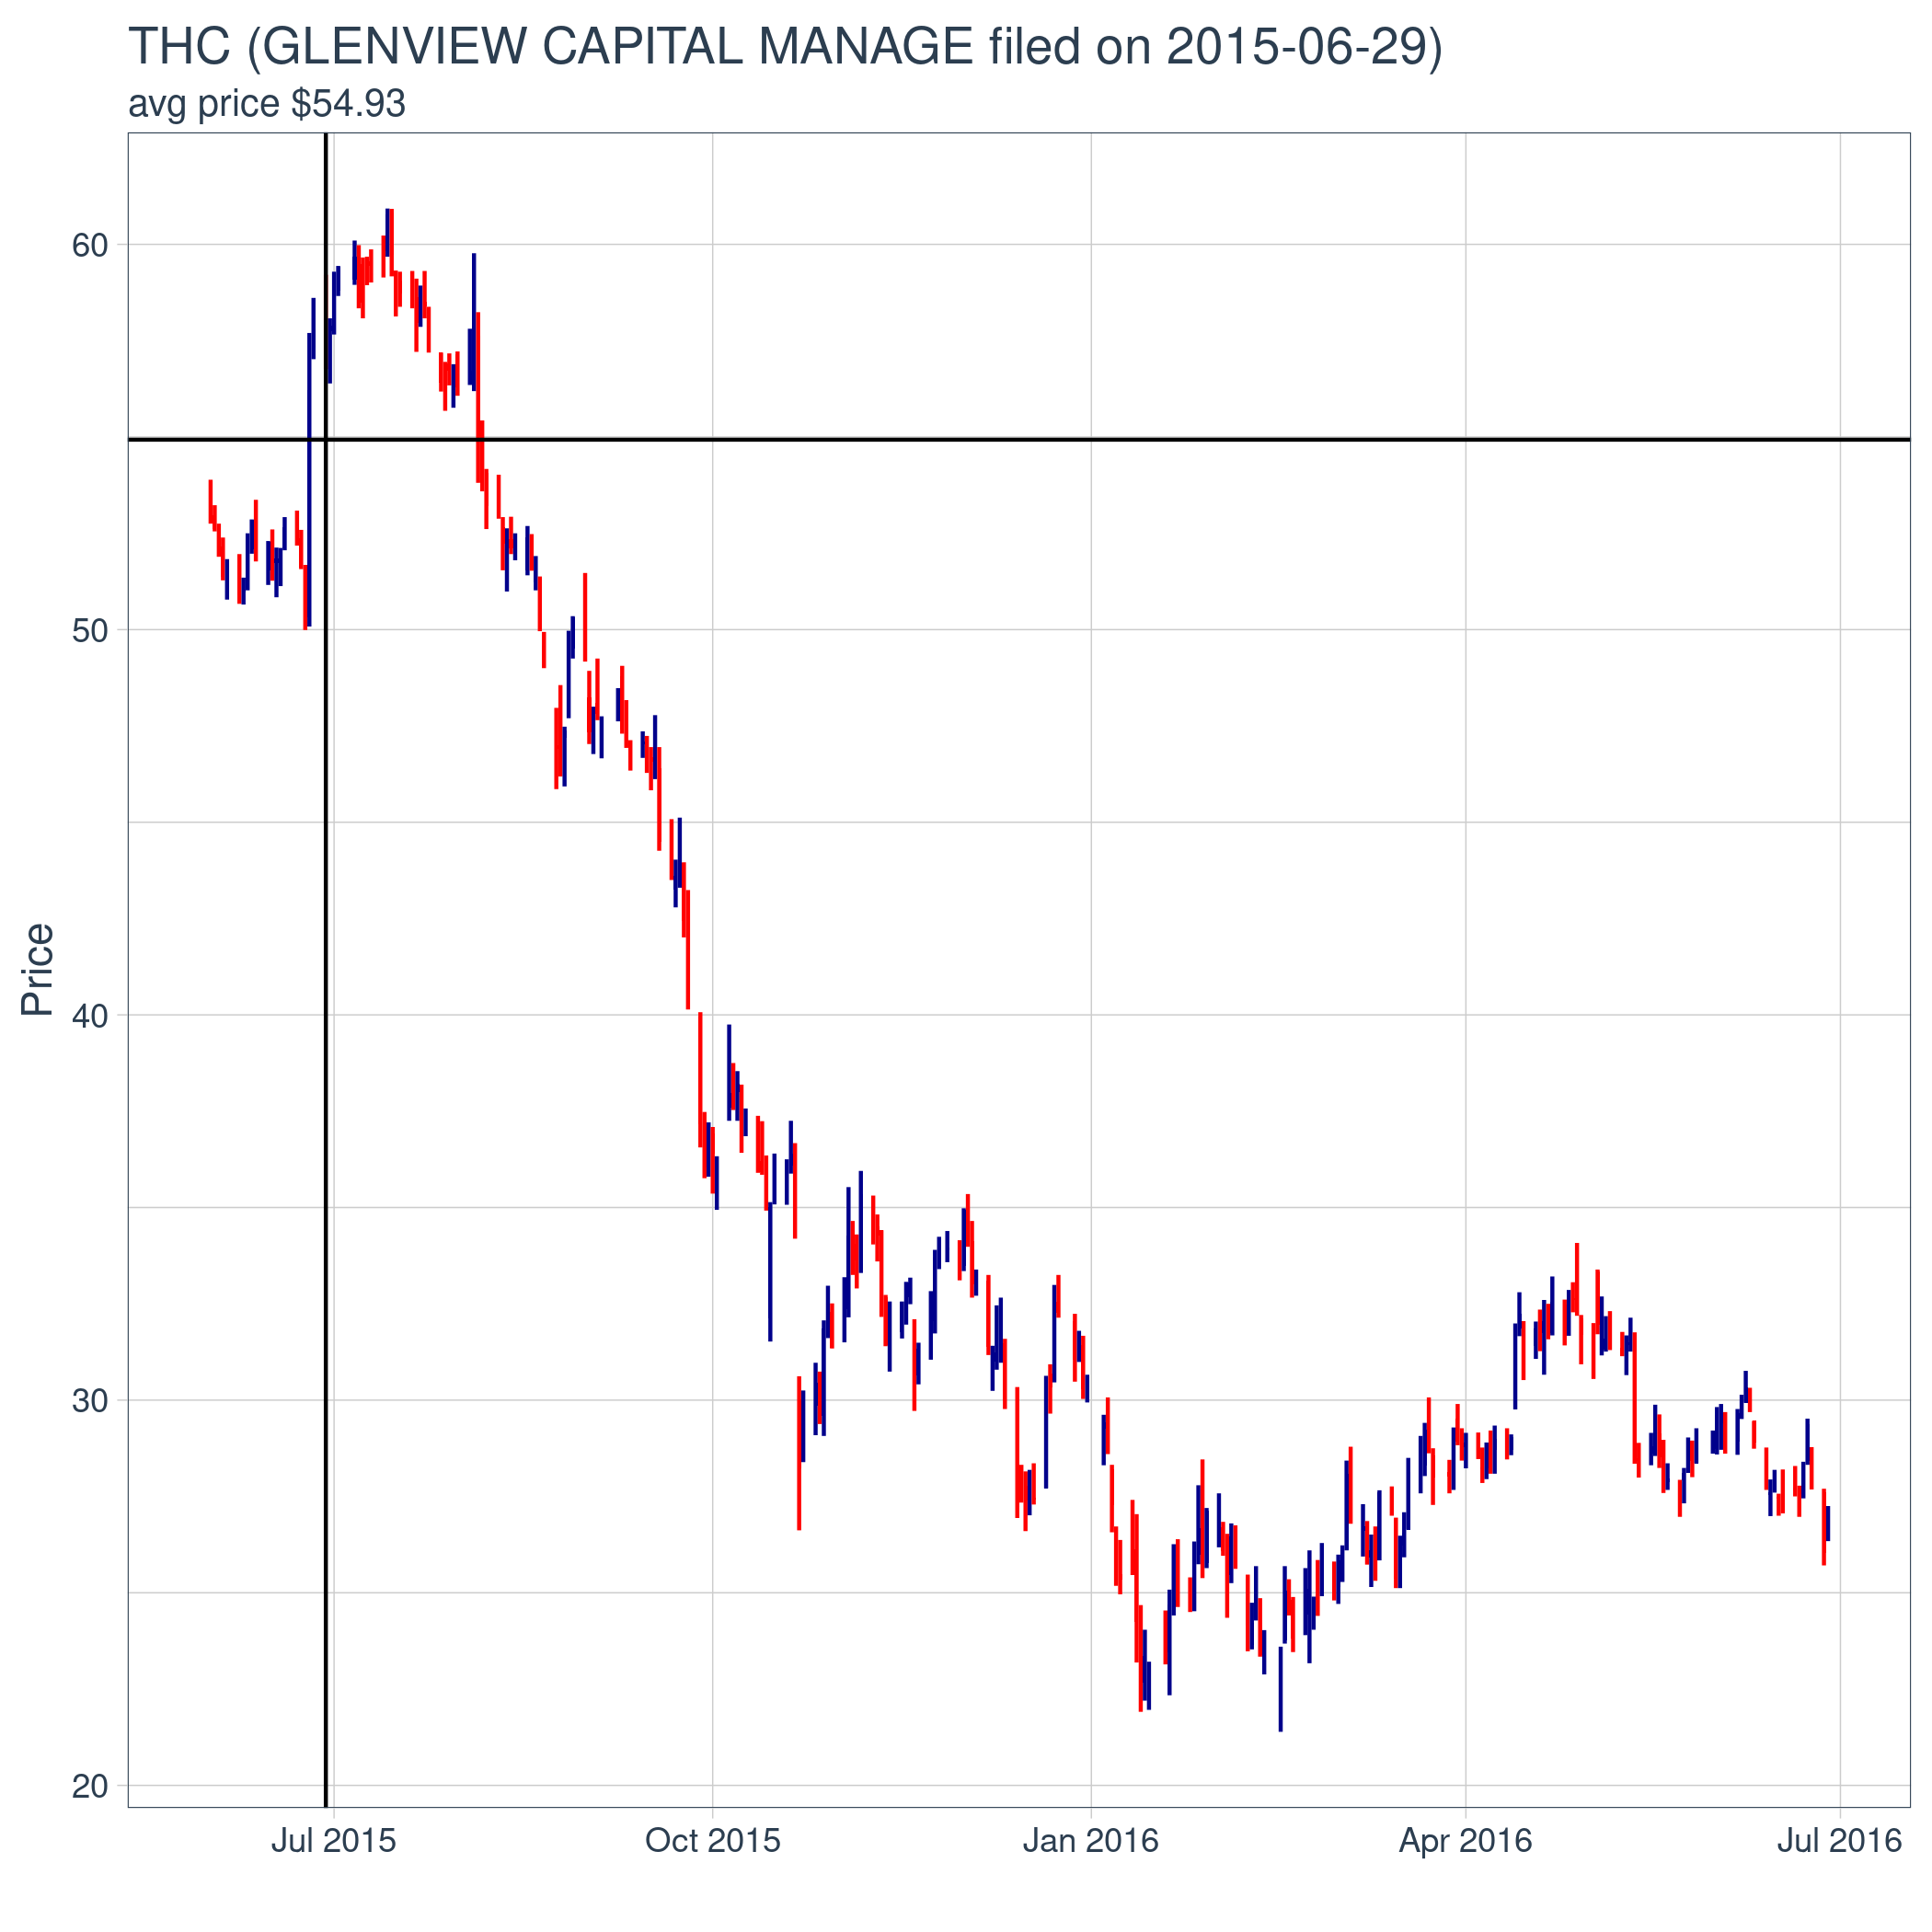 THC (GLENVIEW CAPITAL MANAGE filed on 2015-06-29)
avg price $54.93
Price
60
50
40
30
20
Jul 2015
Oct 2015
Jan 2016
Apr 2016
Jul 2016